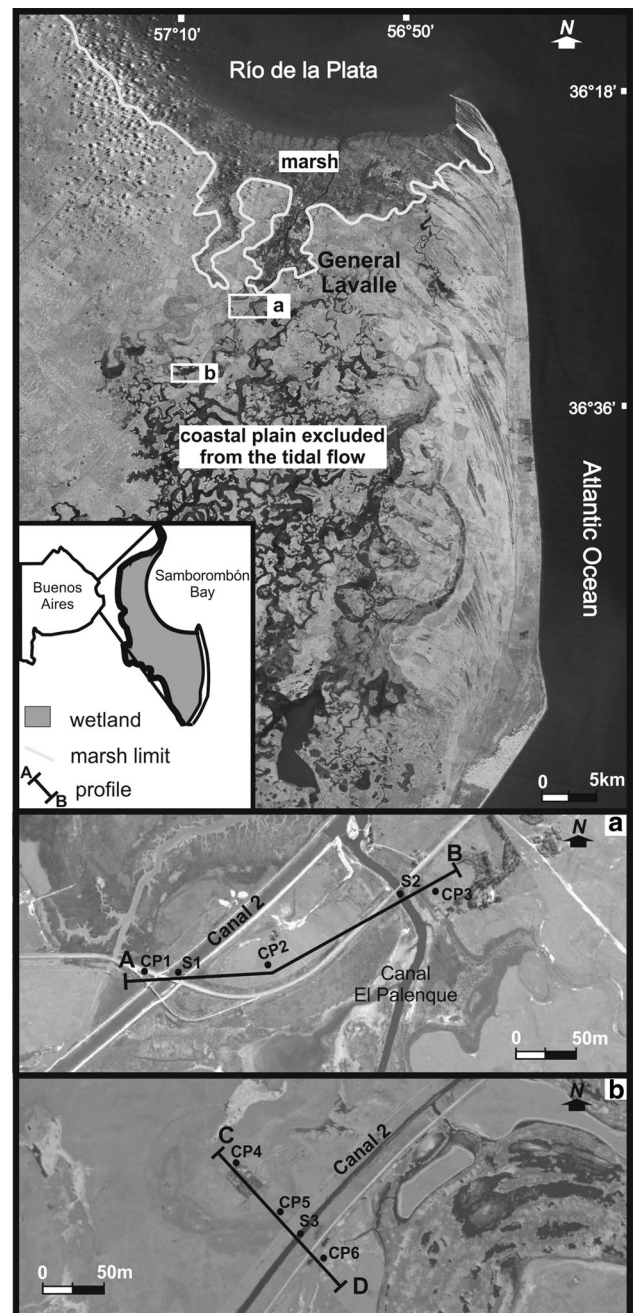 57°10'
56°50'
N
Río de la Plata
36°18'
marsh
General
Lavalle
a
b
36°36'
coastal plain excluded
from the tidal flow
Atlantic Ocean
Buenos
Aires
Samborombón
Bay
wetland
marsh limit
A
B
profile
0 5km
a
N
B
S2
CP3
Canal 2
A
CP1
S1
CP2
Canal
El Palenque
0 50m
b
N
C
CP4
Canal 2
CP5
S3
CP6
D
0 50m